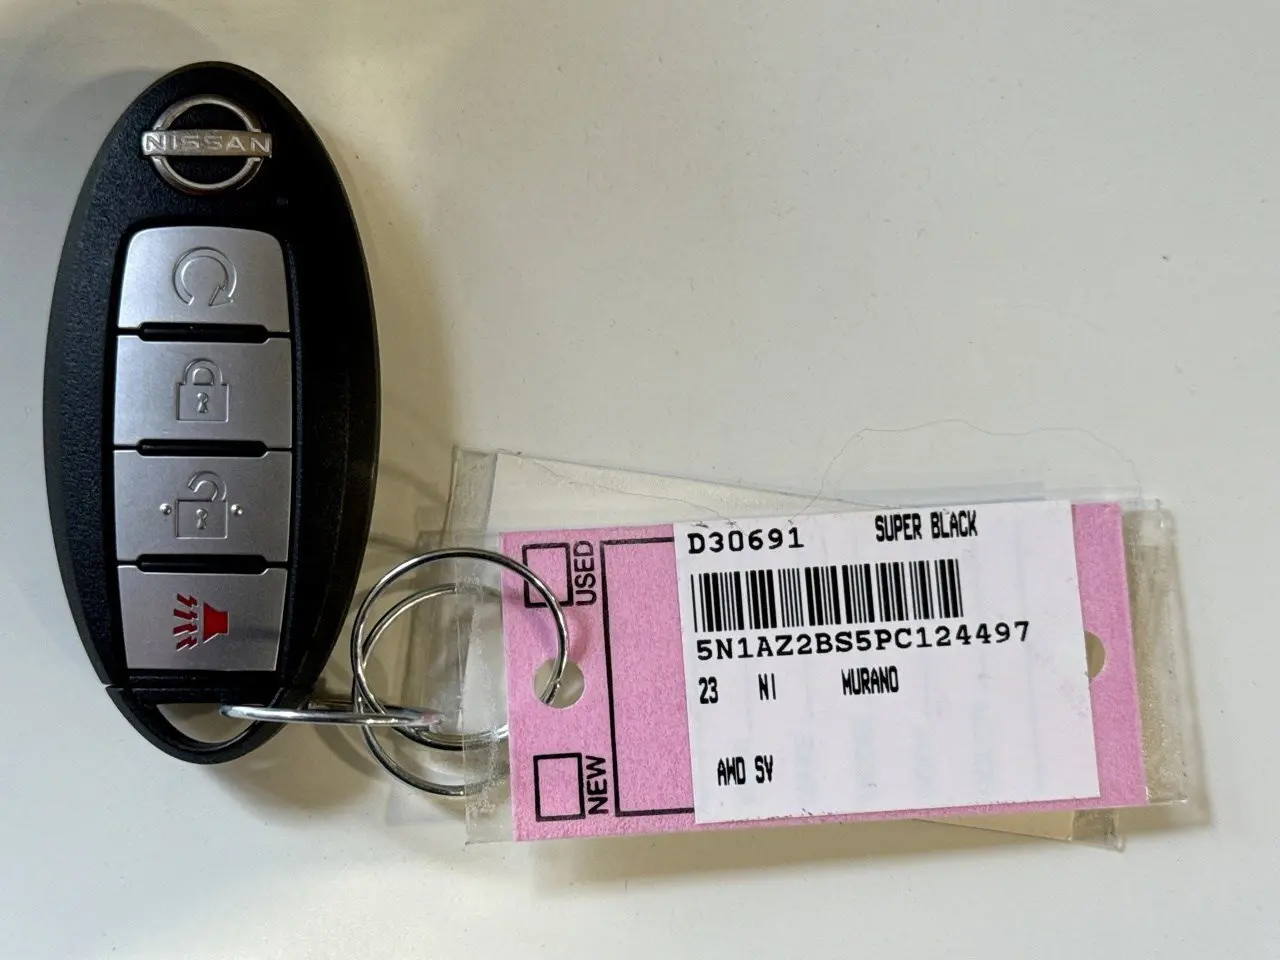 NISSAN
USED
NEW
D30691 SUPER BLACK
5N1AZ2BS5PC124497
23 NI MURANO
AWD SV